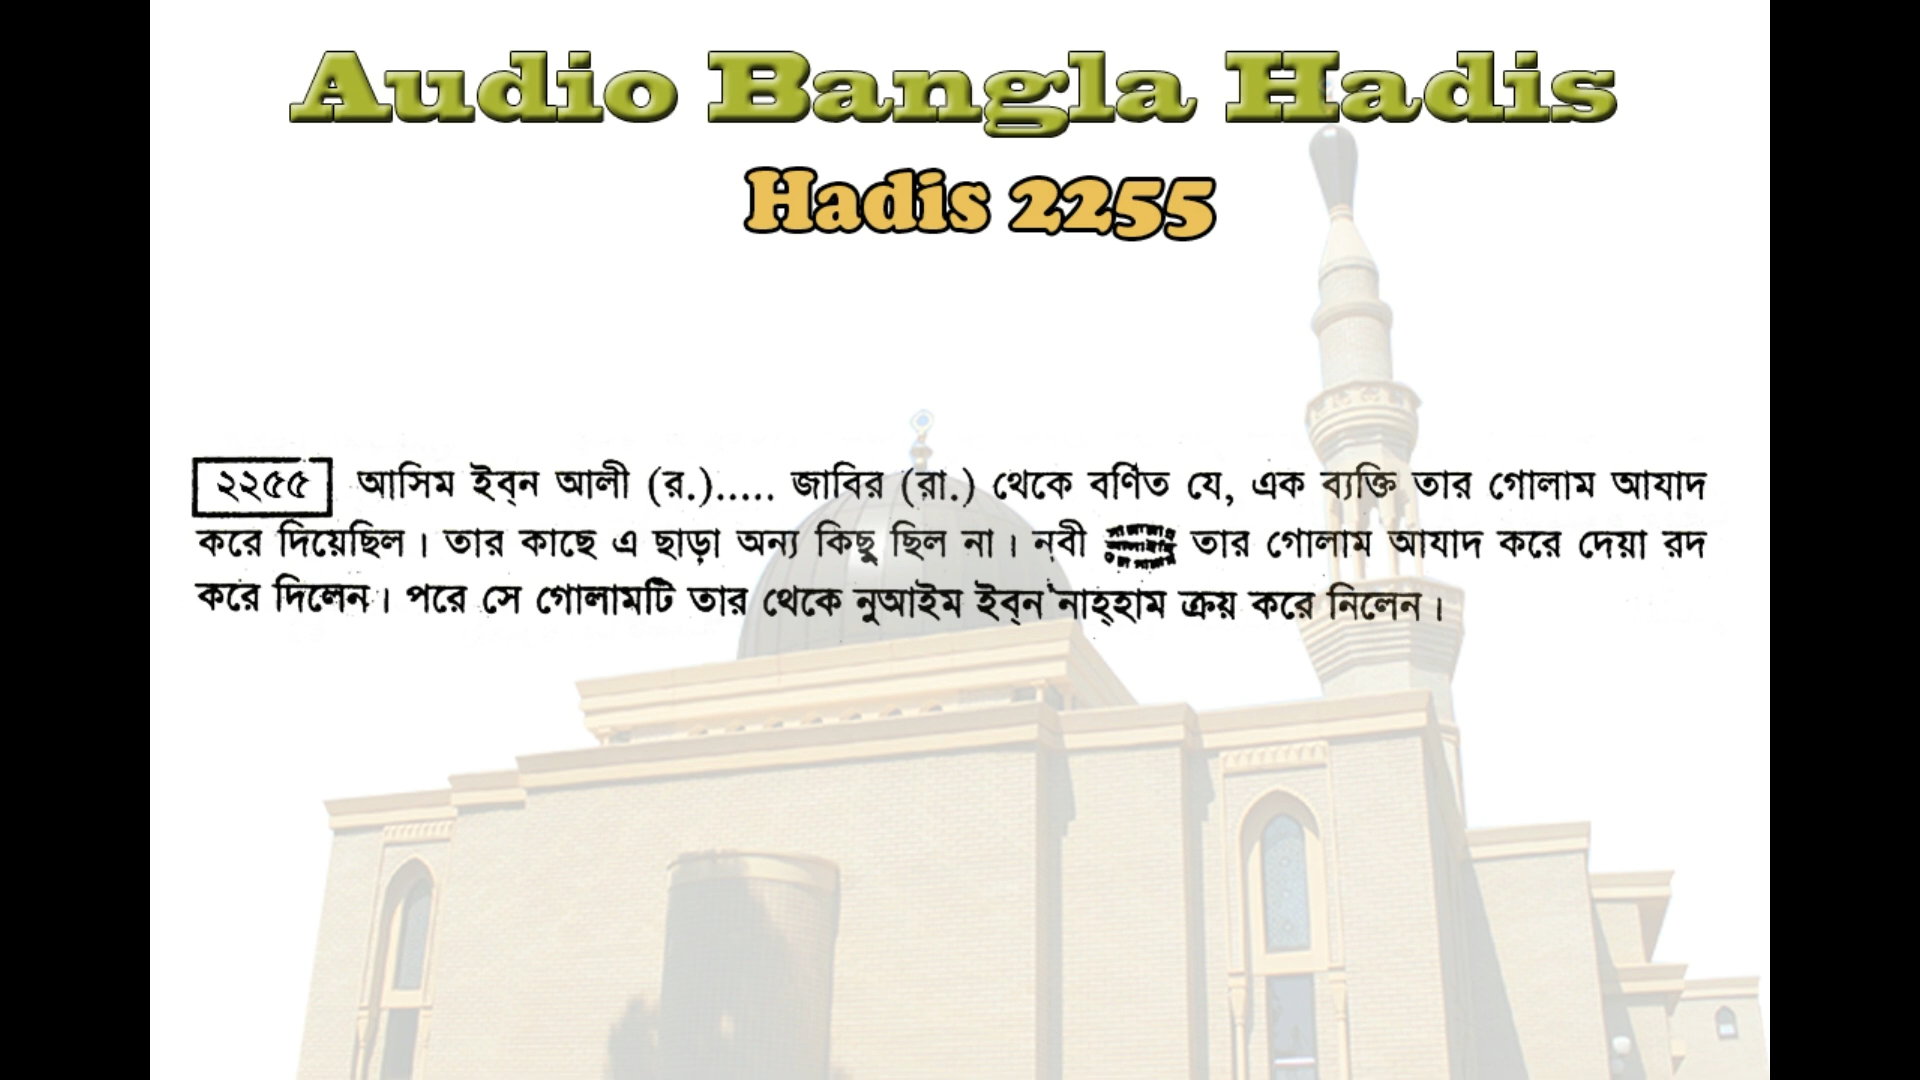 Audio Bangla Hadis
Hadis 2255
২২৫৫ আসিম ইব্‌ন আলী (র.)..... জাবির (রা.) থেকে বর্ণিত যে, এক ব্যক্তি তার গোলাম আযাদ
করে দিয়েছিল। তার কাছে এ ছাড়া অন্য কিছু ছিল না। নবী তার গোলাম আযাদ করে দেয়া রদ
করে দিলেন। পরে সে গোলামটি তার থেকে নুআইম ইব্‌ন নাহ্‌হাম ক্রয় করে নিলেন।